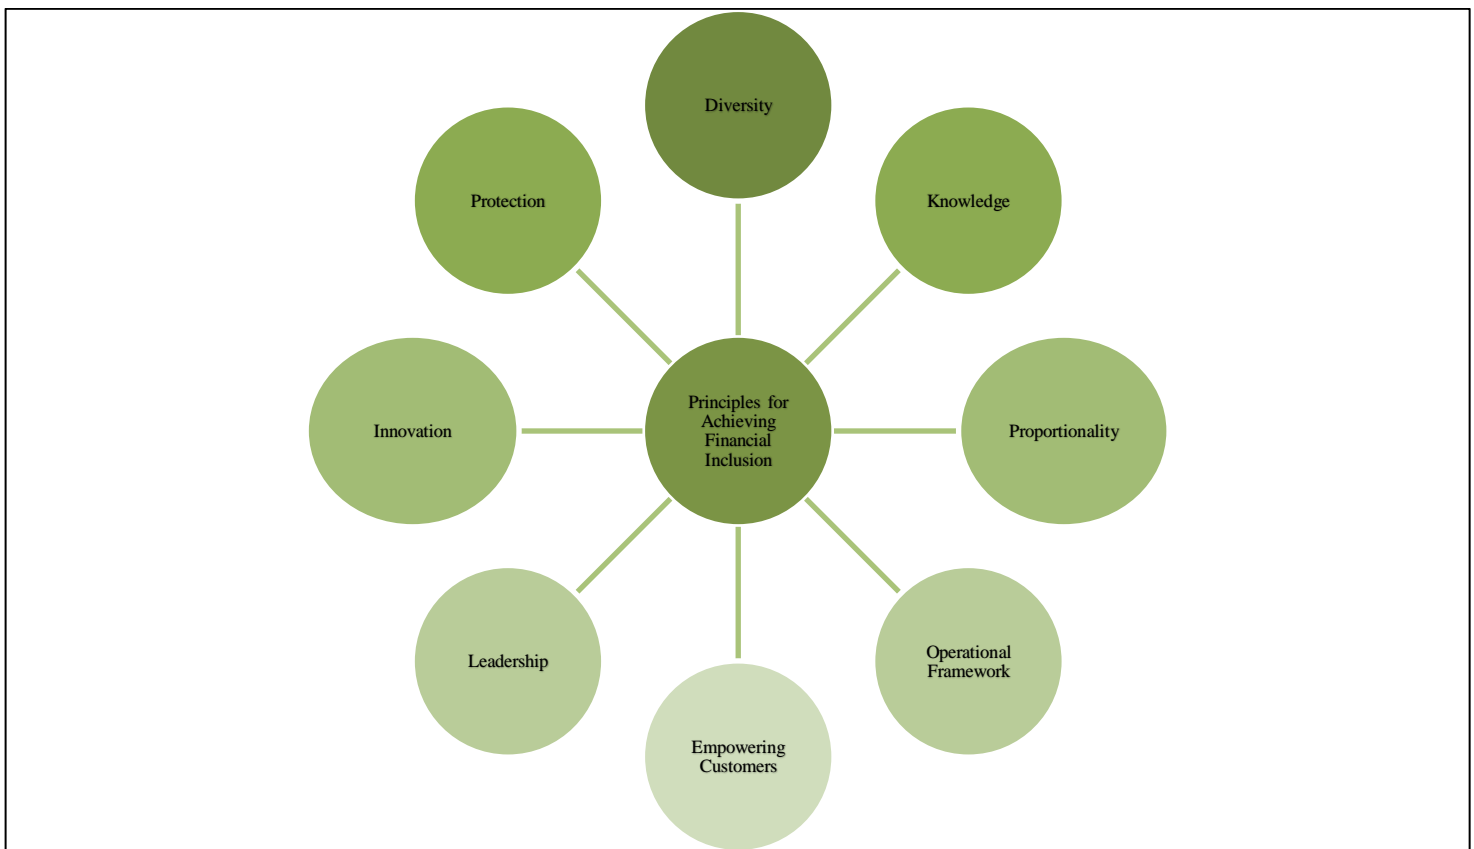 Diversity
Protection
Knowledge
Innovation
Principles for
Achieving
Financial
Inclusion
Proportionality
Leadership
Operational
Framework
Empowering
Customers